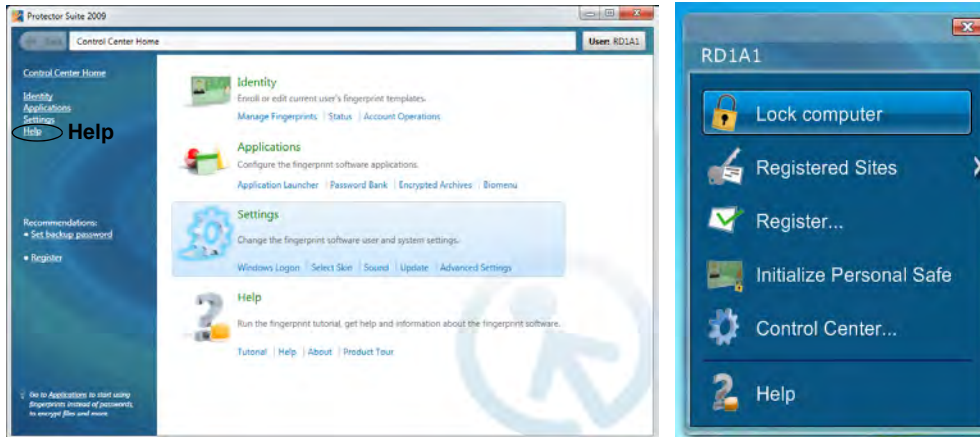 Protector Suite 2009
Back
Control Center Home
User: RD1A1
Control Center Home
Identity
Applications
Settings
Help
Help
Recommendations:
• Set backup password
• Register
Go to Applications to start using
fingerprints instead of passwords,
to encrypt files and more
Identity
Enroll or edit current user's fingerprint templates.
Manage Fingerprints | Status | Account Operations
Applications
Configure the fingerprint software applications.
Application Launcher | Password Bank | Encrypted Archives | Biomenu
Settings
Change the fingerprint software user and system settings.
Windows Logon | Select Skin | Sound | Update | Advanced Settings
Help
Run the fingerprint tutorial, get help and information about the fingerprint software.
Tutorial | Help | About | Product Tour
RD1A1
Lock computer
Registered Sites
Register...
Initialize Personal Safe
Control Center...
Help